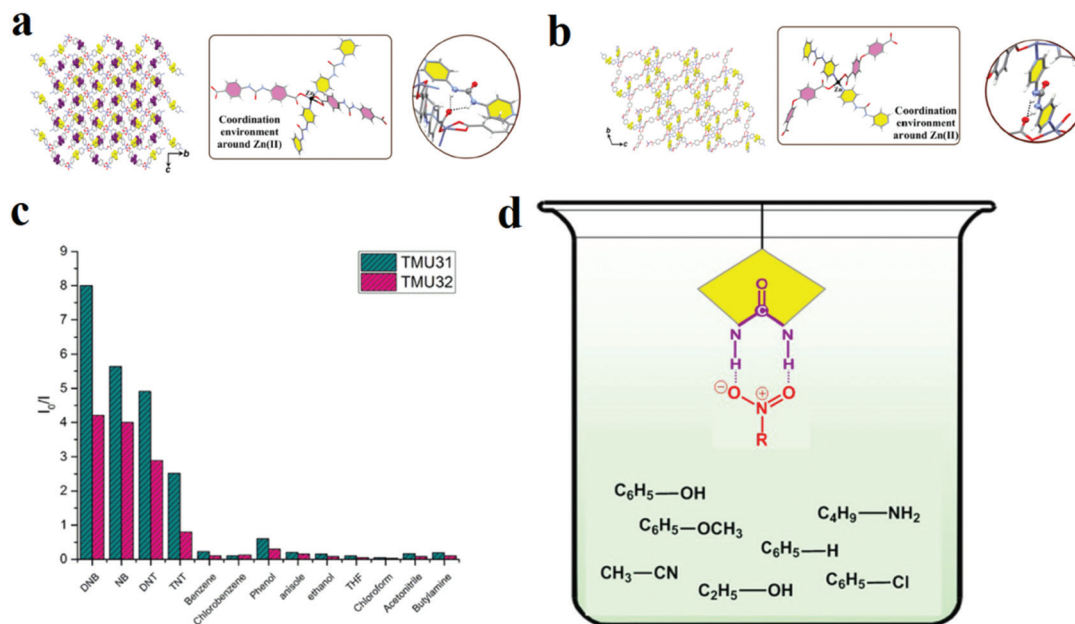 a
b
c
Coordination
environment
around Zn(II)
b
c
Coordination
environment
around Zn(II)
c
9
8
7
6
5
4
3
2
1
0
I₀/I
TMU31
TMU32
DNB
NB
DNT
TNT
Benzene
Chlorobenzene
Phenol
anisole
ethanol
THF
Chloroform
Acetonitrile
Butylamine
d
O
C
N N
H H
⊖O N⊕ O
R
C₆H₅—OH
C₆H₅—OCH₃
C₄H₉—NH₂
C₆H₅—H
CH₃—CN
C₂H₅—OH
C₆H₅—Cl